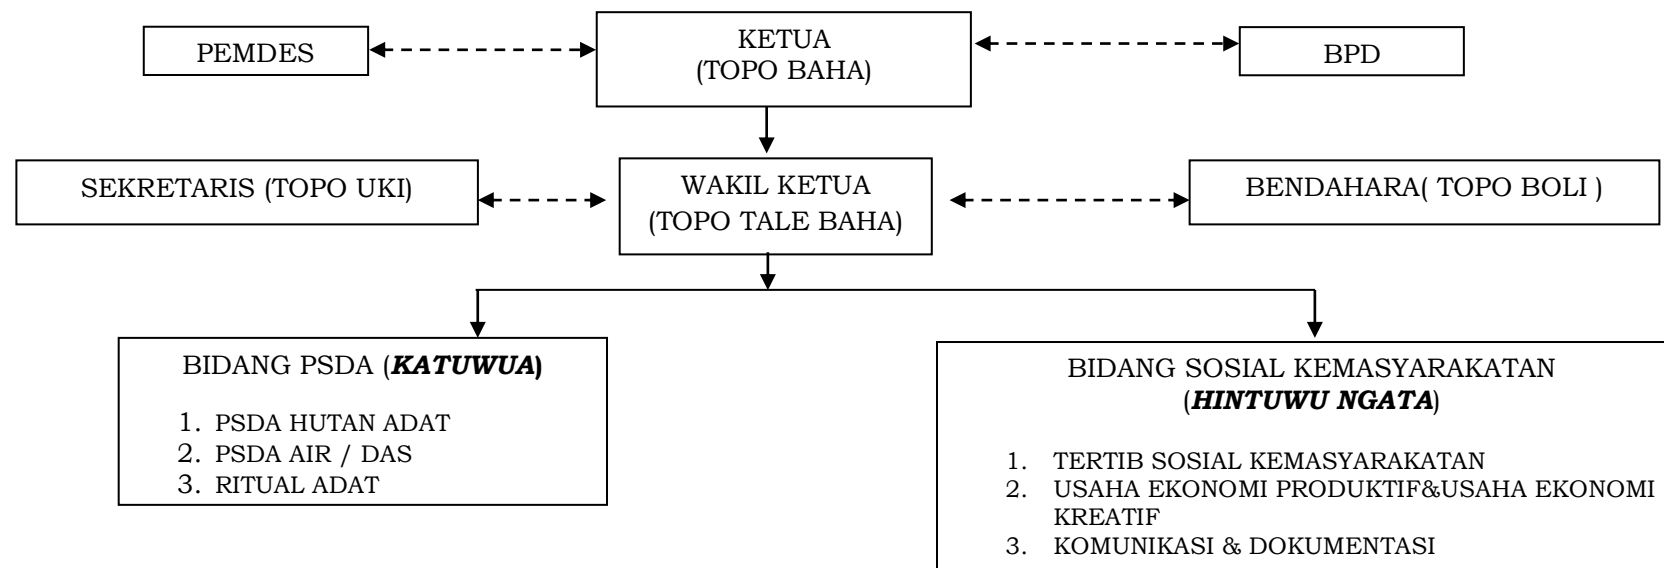 PEMDES
KETUA
(TOPO BAHA)
BPD
SEKRETARIS (TOPO UKI)
WAKIL KETUA
(TOPO TALE BAHA)
BENDAHARA( TOPO BOLI )
BIDANG PSDA (KATUWUA)
1. PSDA HUTAN ADAT
2. PSDA AIR / DAS
3. RITUAL ADAT
BIDANG SOSIAL KEMASYARAKATAN
(HINTUWU NGATA)
1. TERTIB SOSIAL KEMASYARAKATAN
2. USAHA EKONOMI PRODUKTIF&USAHA EKONOMI
KREATIF
3. KOMUNIKASI & DOKUMENTASI